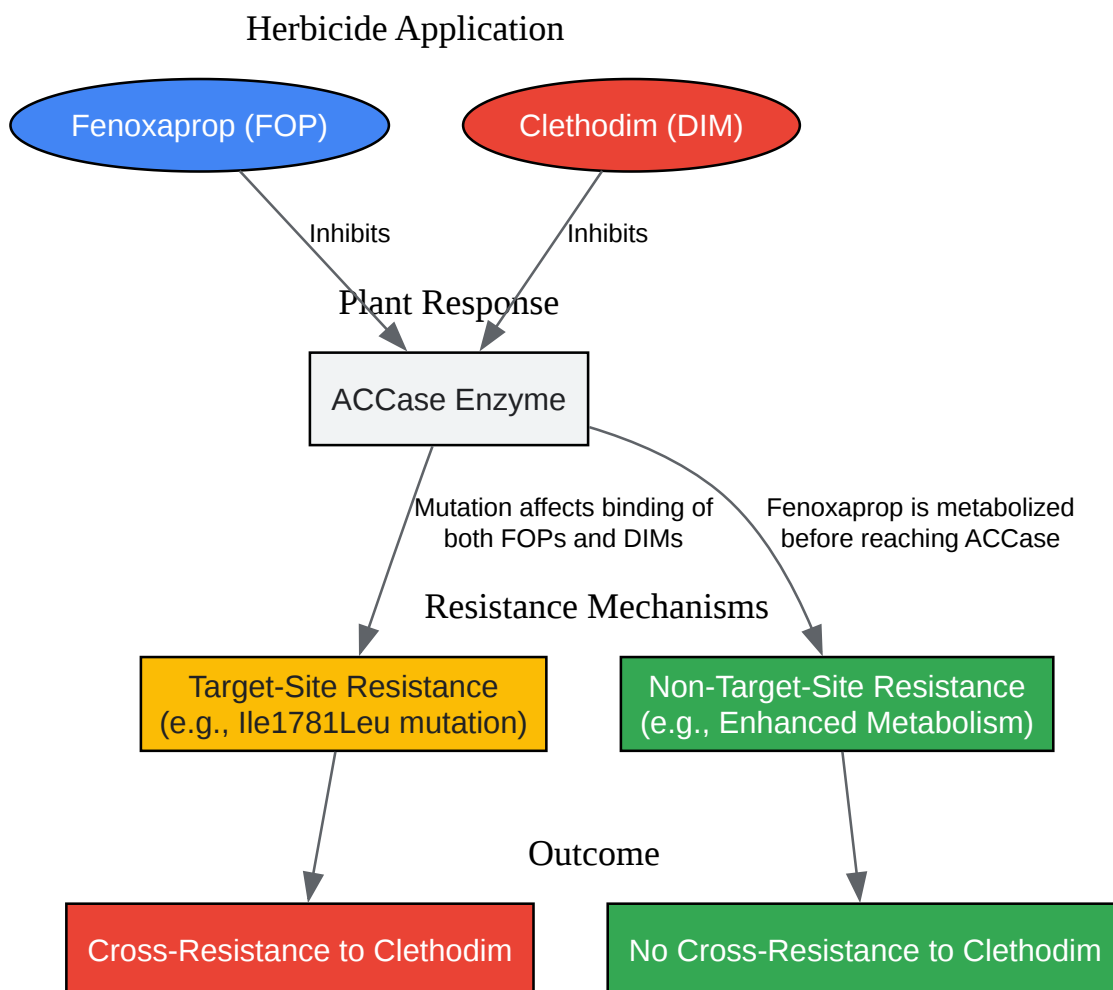 Herbicide Application
Fenoxaprop (FOP)
Clethodim (DIM)
Inhibits
Inhibits
Plant Response
ACCase Enzyme
Mutation affects binding of
both FOPs and DIMs
Fenoxaprop is metabolized
before reaching ACCase
Resistance Mechanisms
Target-Site Resistance
(e.g., Ile1781Leu mutation)
Non-Target-Site Resistance
(e.g., Enhanced Metabolism)
Outcome
Cross-Resistance to Clethodim
No Cross-Resistance to Clethodim